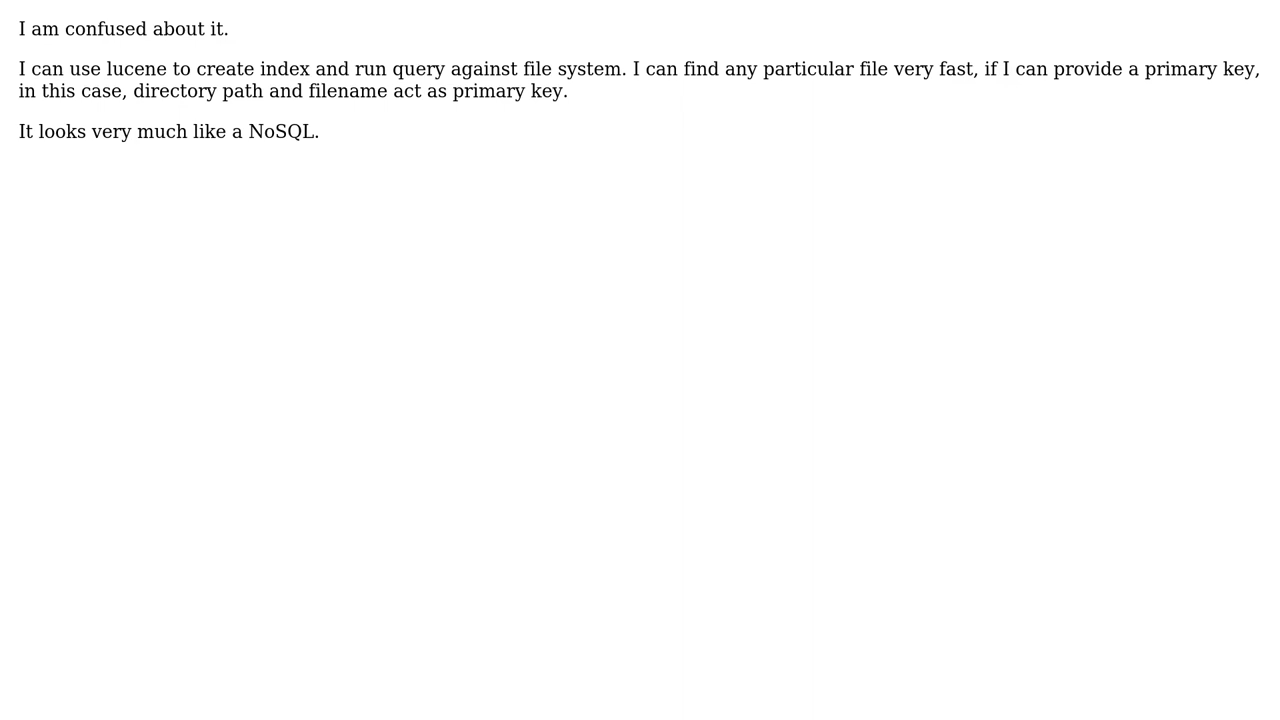 I am confused about it.
I can use lucene to create index and run query against file system. I can find any particular file very fast, if I can provide a primary key,
in this case, directory path and filename act as primary key.
It looks very much like a NoSQL.